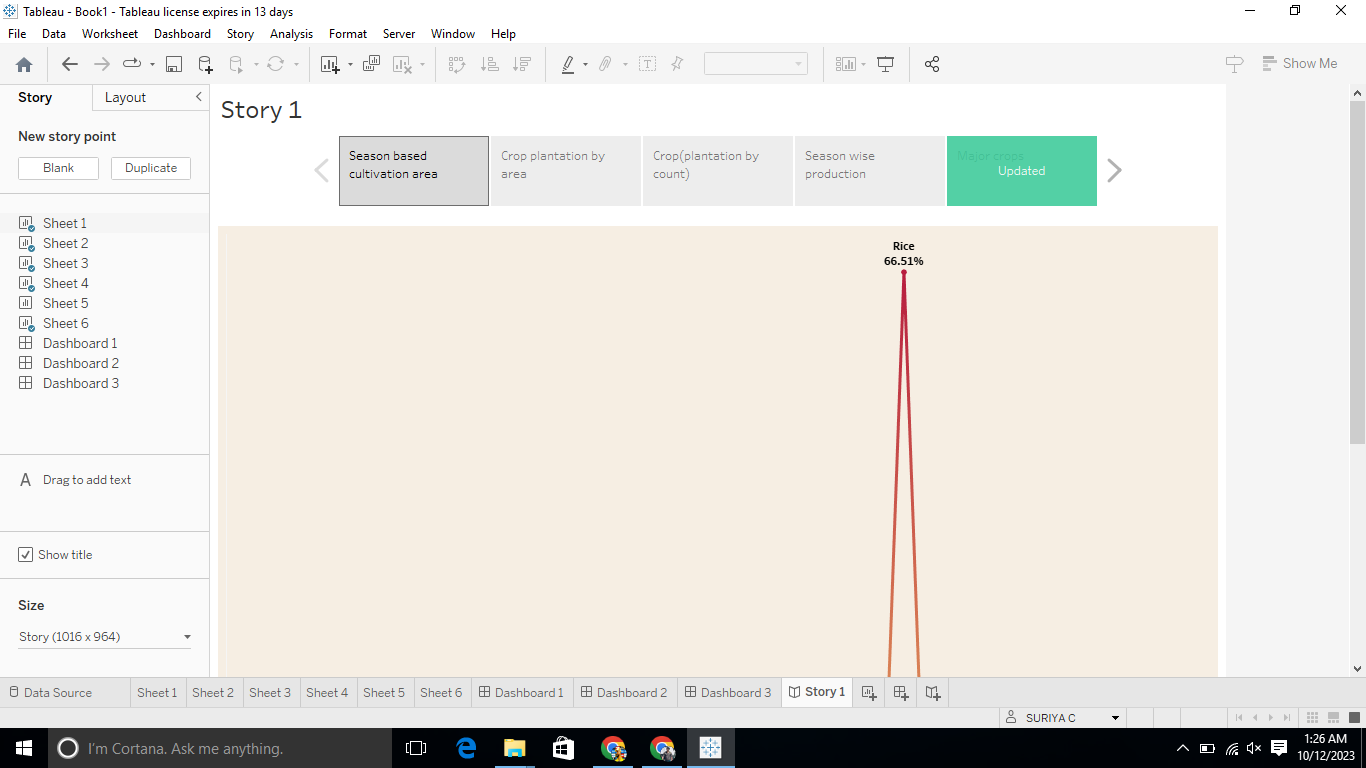 Tableau - Book1 - Tableau license expires in 13 days
File Data Worksheet Dashboard Story Analysis Format Server Window Help
Show Me
Story Layout
Story 1
New story point
Blank Duplicate
Season based
cultivation area
Crop plantation by
area
Crop(plantation by
count)
Season wise
production
Major crops
Updated
Sheet 1
Sheet 2
Sheet 3
Sheet 4
Sheet 5
Sheet 6
Dashboard 1
Dashboard 2
Dashboard 3
Rice
66.51%
A Drag to add text
Show title
Size
Story (1016 x 964)
Data Source Sheet 1 Sheet 2 Sheet 3 Sheet 4 Sheet 5 Sheet 6 Dashboard 1 Dashboard 2 Dashboard 3 Story 1
SURIYA C
I'm Cortana. Ask me anything.
1:26 AM
10/12/2023